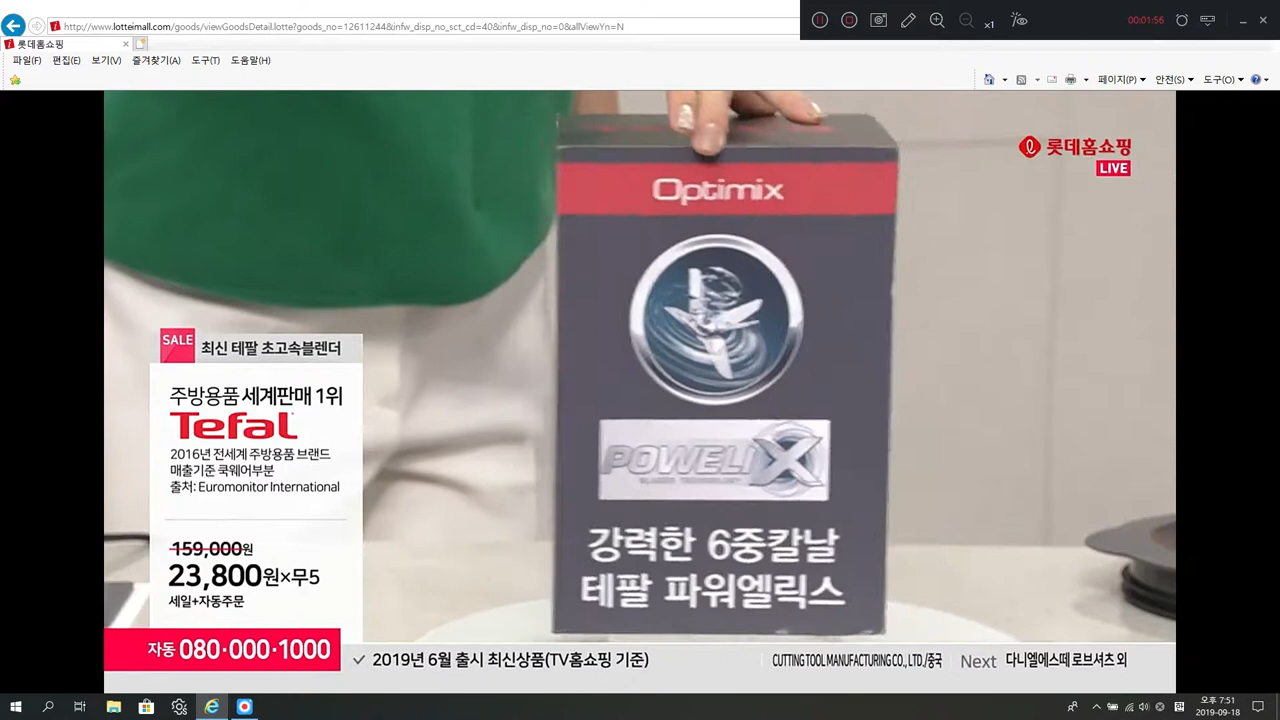 http://www.lotteimall.com/goods/viewGoodsDetail.lotte?goods_no=12611244&infw_disp_no_sct_cd=40&infw_disp_no=0&allViewYn=N
x1
00:01:56
롯데홈쇼핑
파일(F) 편집(E) 보기(V) 즐겨찾기(A) 도구(T) 도움말(H)
페이지(P) 안전(S) 도구(O)
롯데홈쇼핑
LIVE
Optimix
SALE
최신 테팔 초고속블렌더
주방용품 세계판매 1위
Tefal
2016년 전세계 주방용품 브랜드
매출기준 쿡웨어부분
출처: Euromonitor International
159,000원
23,800원×무5
세일+자동주문
POWELIX
강력한 6중칼날
테팔 파워엘릭스
자동 080·000·1000
2019년 6월 출시 최신상품(TV홈쇼핑 기준)
CUTTING TOOL MANUFACTURING CO., LTD./중국
Next 다니엘에스떼 로브셔츠 외
오후 7:51
2019-09-18